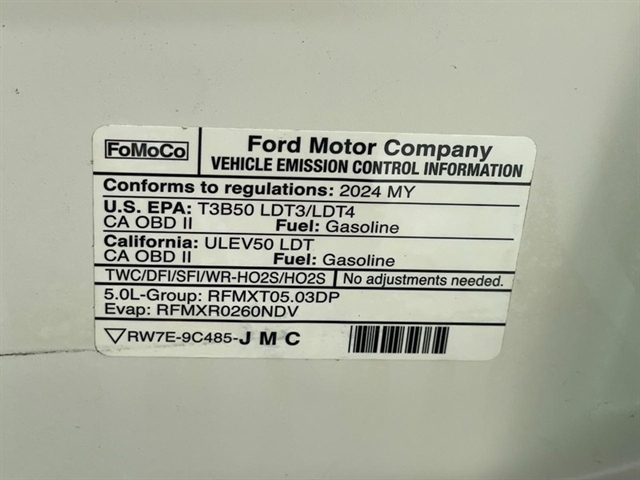 FoMoCo
Ford Motor Company
VEHICLE EMISSION CONTROL INFORMATION
Conforms to regulations: 2024 MY
U.S. EPA: T3B50 LDT3/LDT4
CA OBD II Fuel: Gasoline
California: ULEV50 LDT
CA OBD II Fuel: Gasoline
TWC/DFI/SFI/WR-HO2S/HO2S No adjustments needed.
5.0L-Group: RFMXT05.03DP
Evap: RFMXR0260NDV
RW7E-9C485-JMC